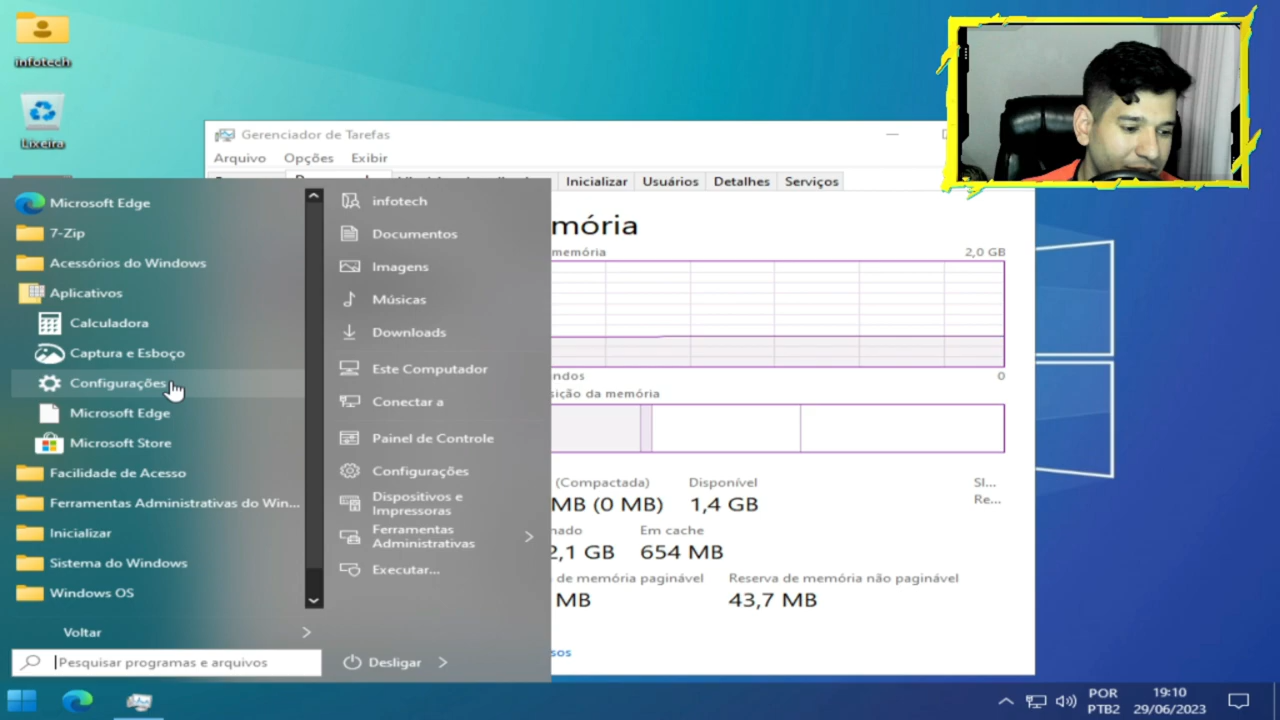 infotech
Lixeira
Gerenciador de Tarefas
Arquivo Opções Exibir
Inicializar Usuários Detalhes Serviços
mória
memória 2,0 GB
ndos 0
ição da memória
(Compactada) Disponível Sl...
MB (0 MB) 1,4 GB Re...
nado Em cache
2,1 GB 654 MB
de memória paginável Reserva de memória não paginável
MB 43,7 MB
sos
Microsoft Edge
7-Zip
Acessórios do Windows
Aplicativos
Calculadora
Captura e Esboço
Configurações
Microsoft Edge
Microsoft Store
Facilidade de Acesso
Ferramentas Administrativas do Win...
Inicializar
Sistema do Windows
Windows OS
Voltar
Pesquisar programas e arquivos
infotech
Documentos
Imagens
Músicas
Downloads
Este Computador
Conectar a
Painel de Controle
Configurações
Dispositivos e
Impressoras
Ferramentas
Administrativas
Executar...
Desligar
POR
PTB2
19:10
29/06/2023